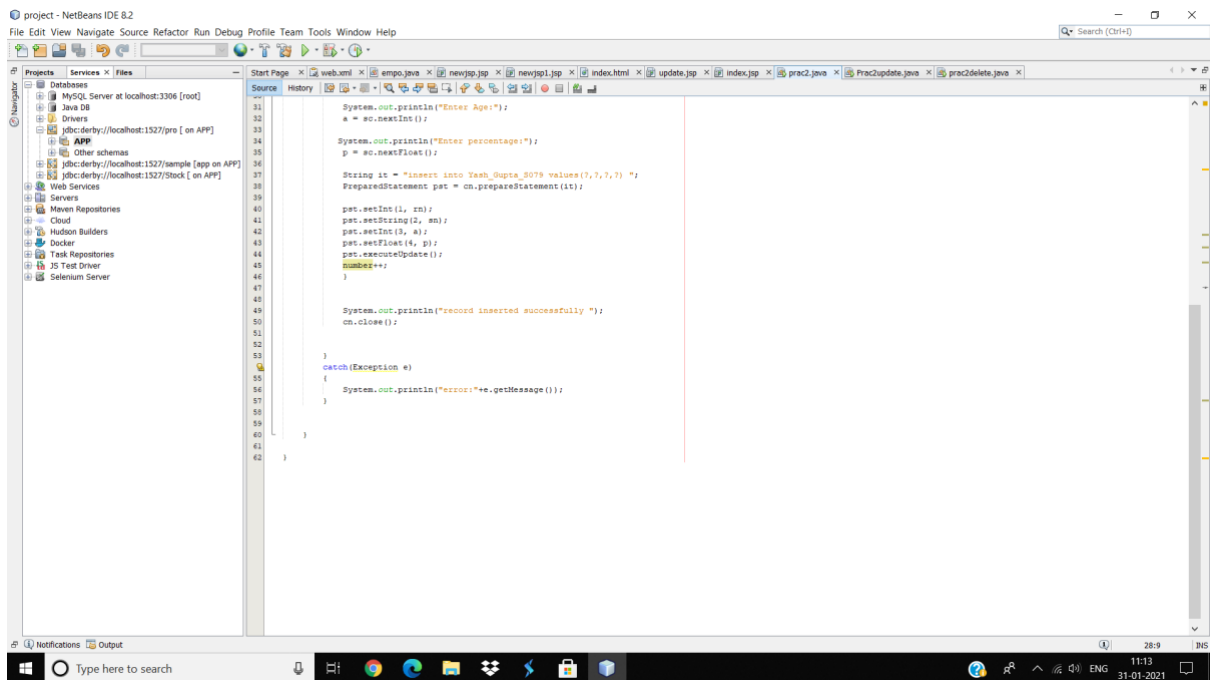 project - NetBeans IDE 8.2
File Edit View Navigate Source Refactor Run Debug Profile Team Tools Window Help
Search (Ctrl+I)
Projects Services Files
Start Page web.xml empo.java newjsp.jsp newjsp1.jsp index.html update.jsp index.jsp prac2.java Prac2update.java prac2delete.java
Navigator
Source History
Databases
MySQL Server at localhost:3306 [root]
Java DB
Drivers
jdbc:derby://localhost:1527/pro [ on APP]
APP
Other schemas
jdbc:derby://localhost:1527/sample [app on APP]
jdbc:derby://localhost:1527/Stock [ on APP]
Web Services
Servers
Maven Repositories
Cloud
Hudson Builders
Docker
Task Repositories
JS Test Driver
Selenium Server
31 System.out.println("Enter Age:");
32 a = sc.nextInt();
33
34 System.out.println("Enter percentage:");
35 p = sc.nextFloat();
36
37 String it = "insert into Yash_Gupta_S079 values(?,?,?,?) ";
38 PreparedStatement pst = cn.prepareStatement(it);
39
40 pst.setInt(1, rn);
41 pst.setString(2, sn);
42 pst.setInt(3, a);
43 pst.setFloat(4, p);
44 pst.executeUpdate();
45 number++;
46 }
47
48
49 System.out.println("record inserted successfully ");
50 cn.close();
51
52
53 }
catch(Exception e)
55 {
56 System.out.println("error:"+e.getMessage());
57 }
58
59
60 }
61
62 }
Notifications Output
28:9 INS
Type here to search
ENG
11:13
31-01-2021